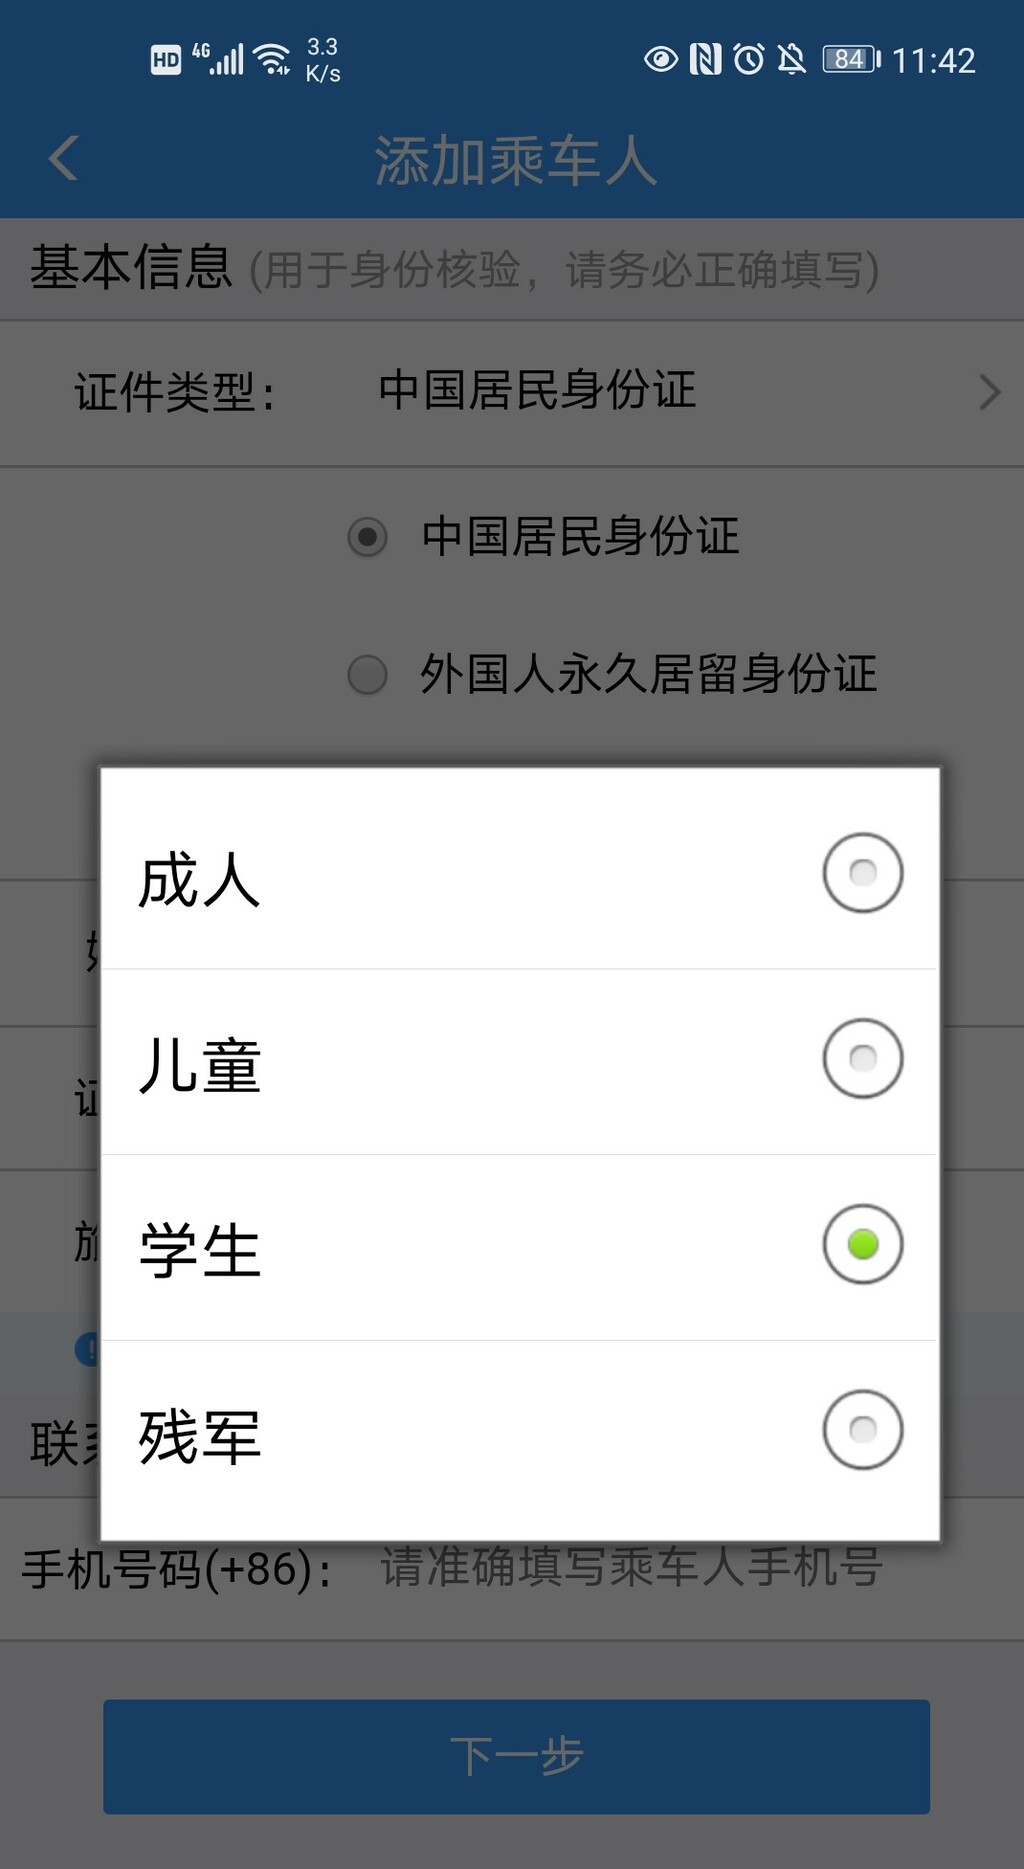 HD 4G 3.3 K/s 84 11:42
添加乘车人
基本信息 (用于身份核验，请务必正确填写)
证件类型： 中国居民身份证
中国居民身份证
外国人永久居留身份证
成人
儿童
学生
残军
联
手机号码(+86)： 请准确填写乘车人手机号
下一步